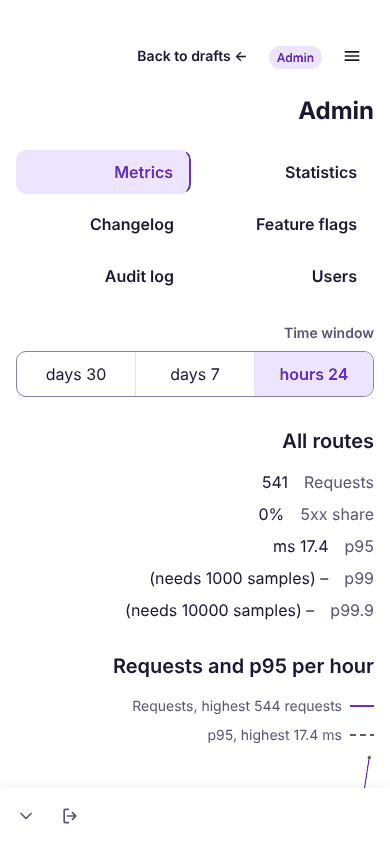 Back to drafts ←
Admin
Admin
Statistics
Metrics
Feature flags
Changelog
Users
Audit log
Time window
hours 24
days 7
days 30
All routes
Requests 541
5xx share 0%
p95 ms 17.4
p99 (needs 1000 samples) –
p99.9 (needs 10000 samples) –
Requests and p95 per hour
Requests, highest 544 requests
p95, highest 17.4 ms